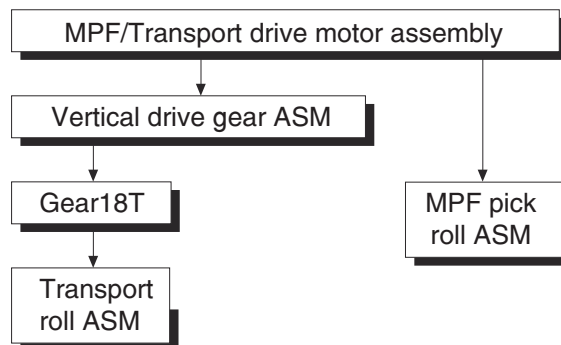 MPF/Transport drive motor assembly
Vertical drive gear ASM
Gear18T
MPF pick
roll ASM
Transport
roll ASM